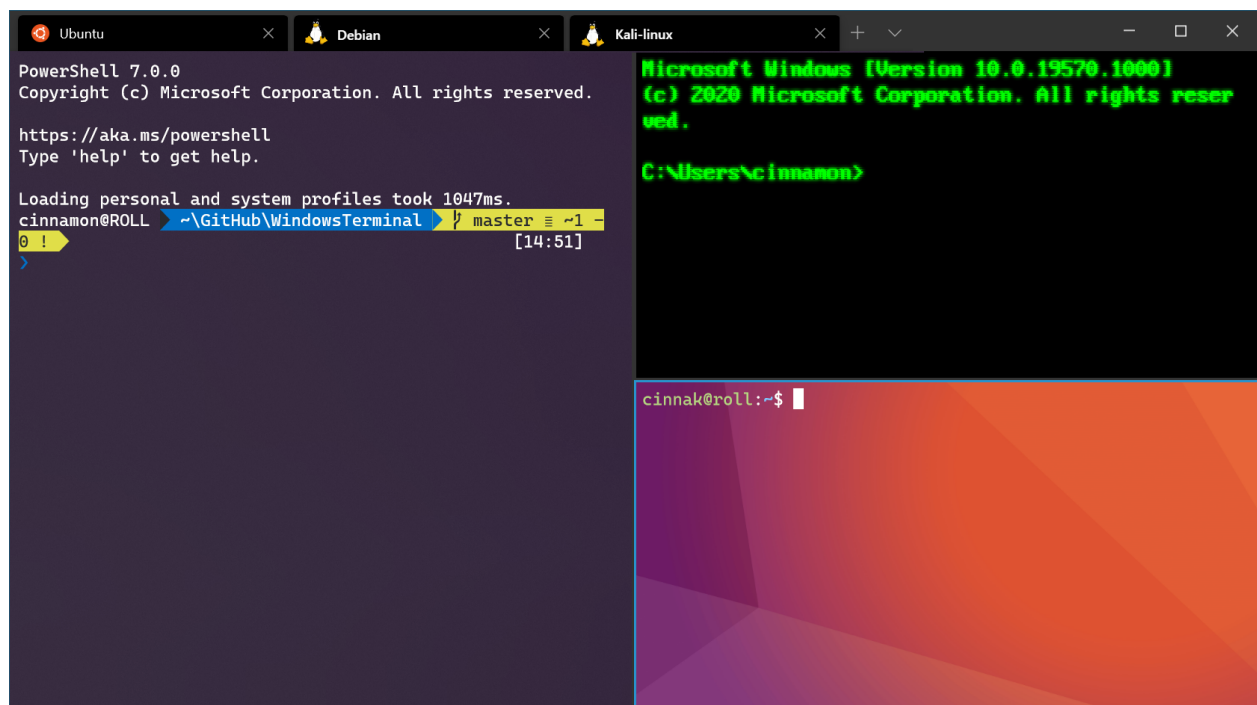 Ubuntu
Debian
Kali-linux
PowerShell 7.0.0
Copyright (c) Microsoft Corporation. All rights reserved.
https://aka.ms/powershell
Type 'help' to get help.
Loading personal and system profiles took 1047ms.
cinnamon@ROLL ~\GitHub\WindowsTerminal master ≡ ~1 -
0 ! [14:51]
❯
Microsoft Windows [Version 10.0.19570.1000]
(c) 2020 Microsoft Corporation. All rights reser
ved.
C:\Users\cinnamon>
cinnak@roll:~$